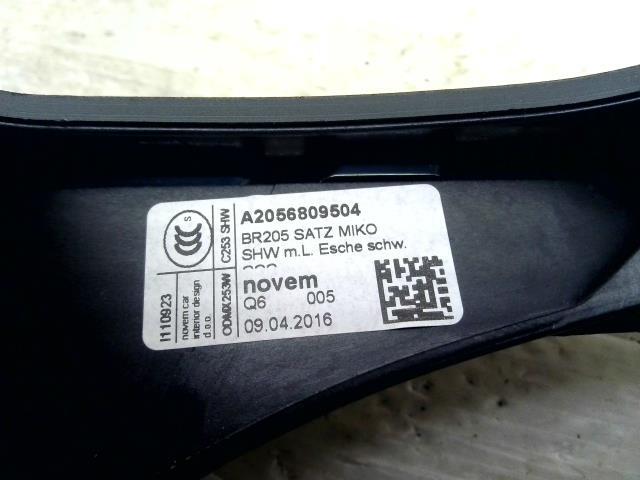 A2056809504
BR205 SATZ MIKO
SHW m.L. Esche schw.
novem
Q6 005
09.04.2016
S
C253 SHW
I110923
novem car
interior design
d.o.o.